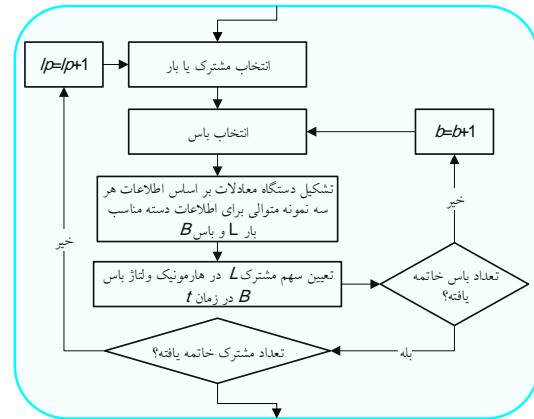 lp=lp+1
انتخاب مشترک یا بار
انتخاب باس
b=b+1
تشکیل دستگاه معادلات بر اساس اطلاعات هر
سه نمونه متوالی برای اطلاعات دسته مناسب
بار L و باس B
خیر
خیر
تعیین سهم مشترک L در هارمونیک ولتاژ باس
B در زمان t
تعداد باس خاتمه
یافته؟
بله
تعداد مشترک خاتمه یافته؟